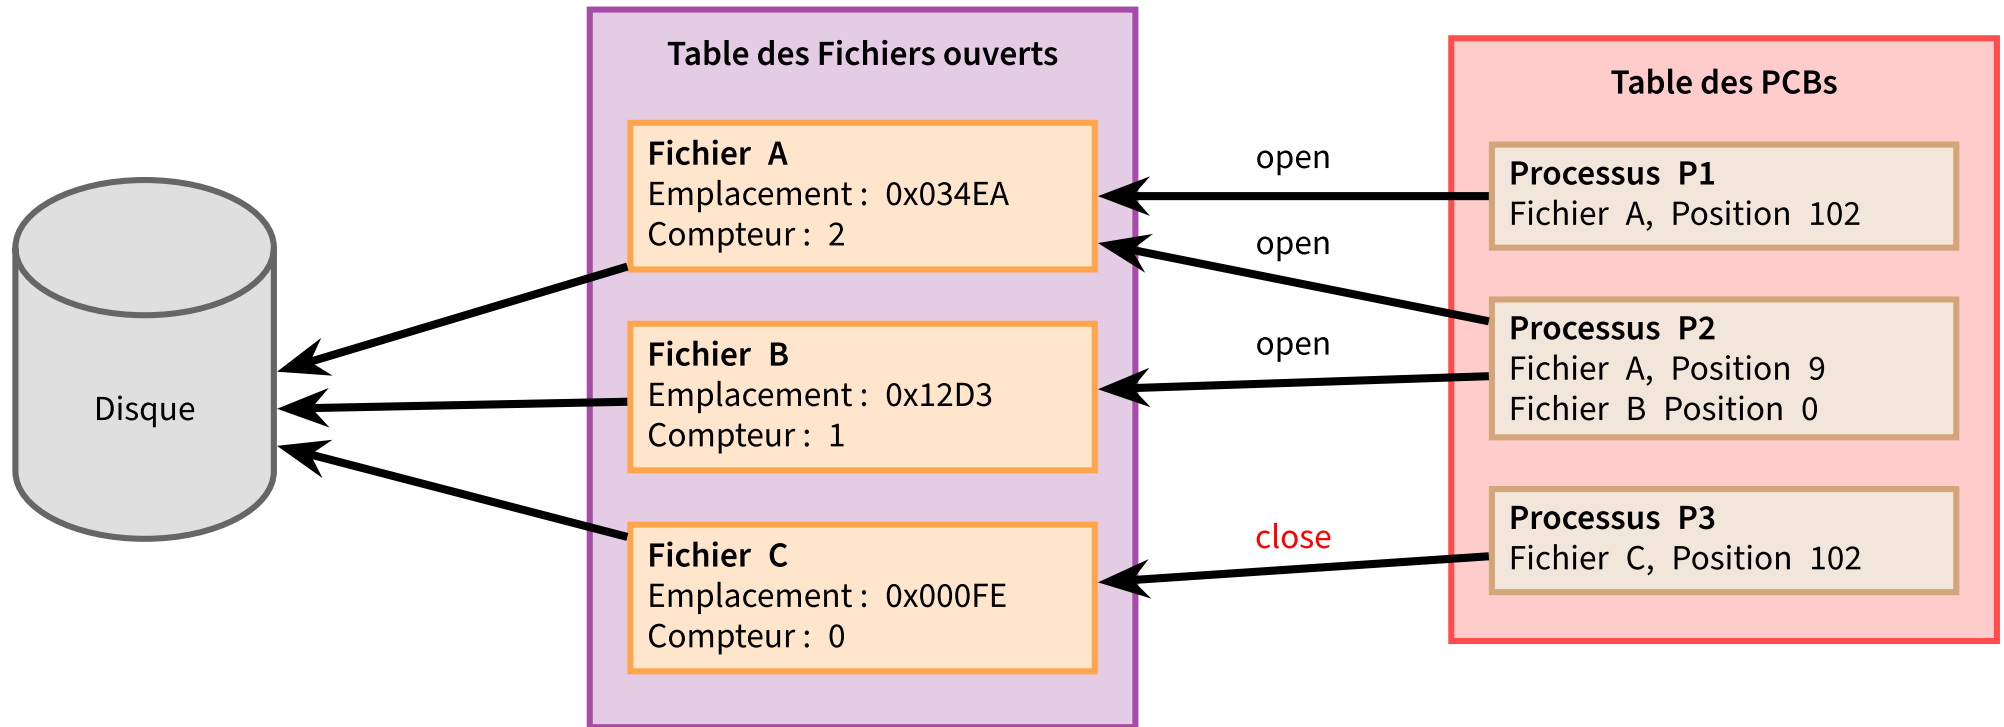 Table des Fichiers ouverts
Fichier A
Emplacement : 0x034EA
Compteur : 2
Fichier B
Emplacement : 0x12D3
Compteur : 1
Fichier C
Emplacement : 0x000FE
Compteur : 0
Disque
open
open
open
close
Table des PCBs
Processus P1
Fichier A, Position 102
Processus P2
Fichier A, Position 9
Fichier B Position 0
Processus P3
Fichier C, Position 102